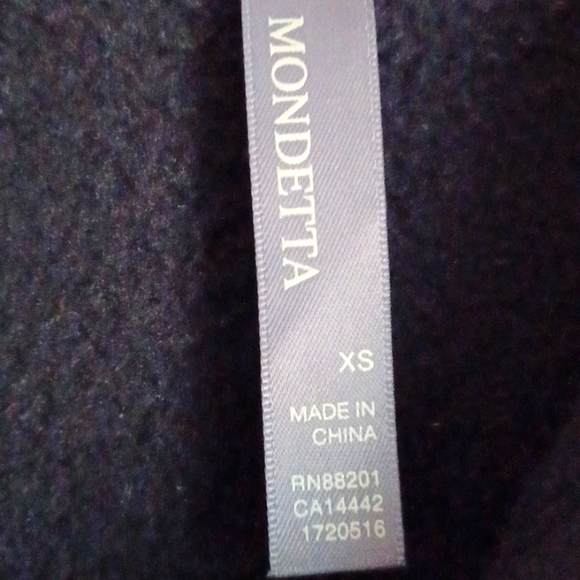 MONDETTA
XS
MADE IN
CHINA
RN88201
CA14442
1720516